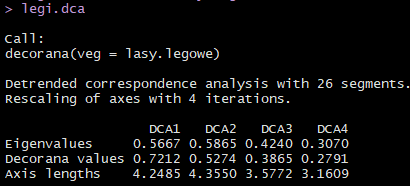 > legi.dca

Call:
decorana(veg = lasy.legowe)

Detrended correspondence analysis with 26 segments.
Rescaling of axes with 4 iterations.

                  DCA1   DCA2   DCA3   DCA4
Eigenvalues     0.5667 0.5865 0.4240 0.3070
Decorana values 0.7212 0.5274 0.3865 0.2791
Axis lengths    4.2485 4.3550 3.5772 3.1609